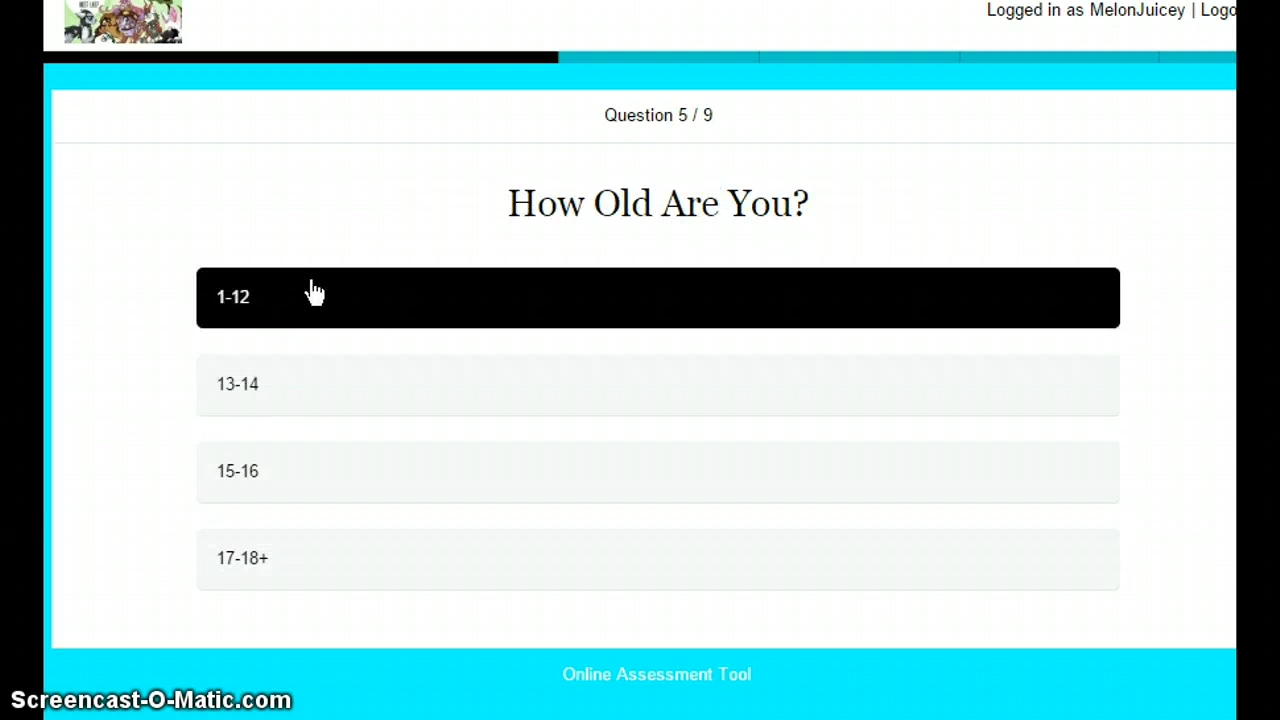 Logged in as MelonJuicey | Logo
Question 5 / 9
How Old Are You?
1-12
13-14
15-16
17-18+
Online Assessment Tool
Screencast-O-Matic.com